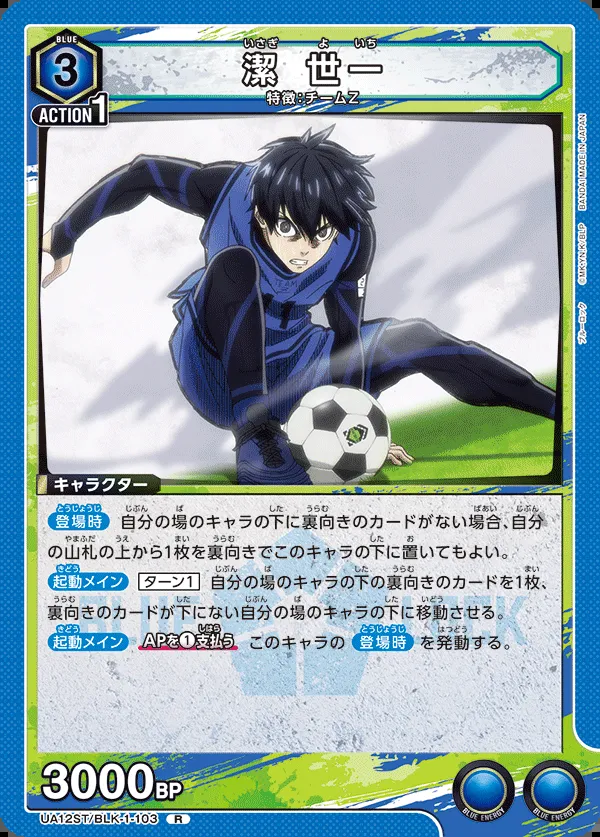 BLUE
3
ACTION1
いさぎ よいち
潔 世一
特徴:チームZ
BANDAI MADE IN JAPAN
©MK・YN,K/BLP
ブルーロック
TEAM Z
キャラクター
登場時 自分の場のキャラの下に裏向きのカードがない場合、自分
の山札の上から1枚を裏向きでこのキャラの下に置いてもよい。
起動メイン ターン1 自分の場のキャラの下の裏向きのカードを1枚、
裏向きのカードが下にない自分の場のキャラの下に移動させる。
起動メイン APを①支払う このキャラの 登場時 を発動する。
BLUE LOCK
3000BP
BLUE ENERGY
BLUE ENERGY
UA12ST/BLK-1-103 R